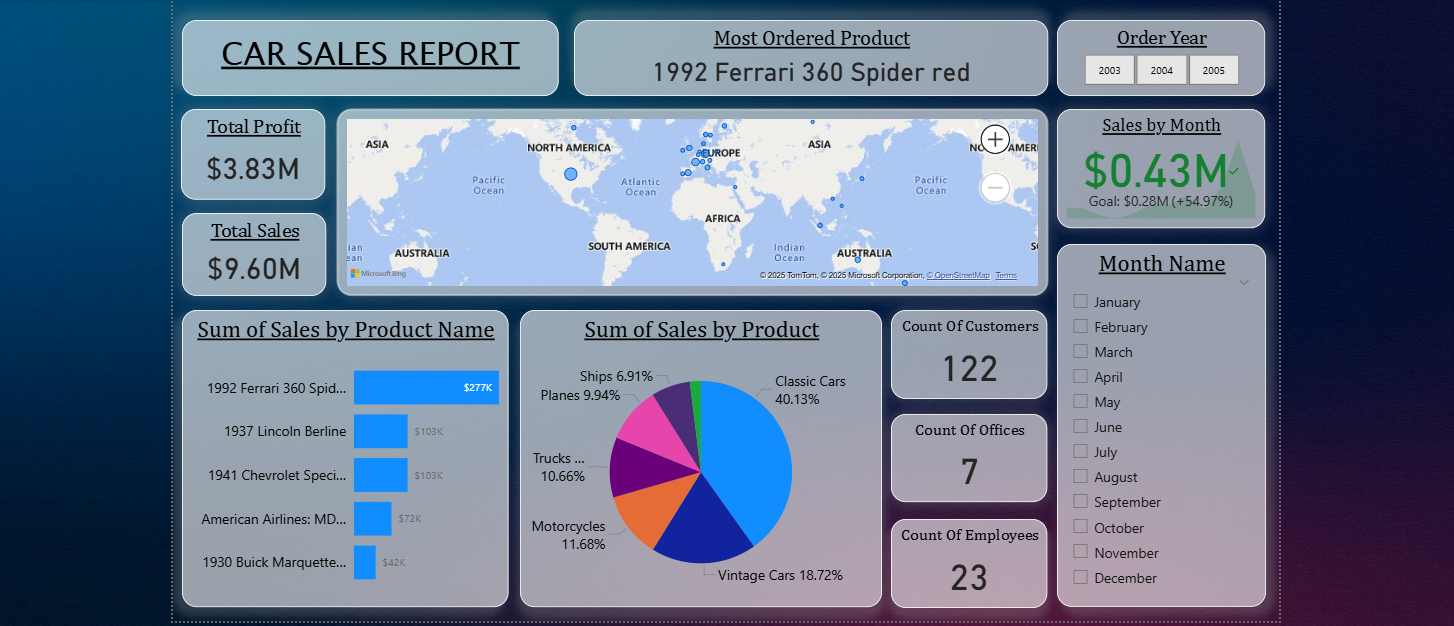 CAR SALES REPORT
Most Ordered Product
1992 Ferrari 360 Spider red
Order Year
2003
2004
2005
Total Profit
$3.83M
Total Sales
$9.60M
ASIA
NORTH AMERICA
EUROPE
ASIA
NORTH AMERI
Pacific
Ocean
Atlantic
Ocean
Pacific
Ocean
AFRICA
ian
ean
AUSTRALIA
SOUTH AMERICA
Indian
Ocean
AUSTRALIA
SO
Microsoft Bing
© 2025 TomTom, © 2025 Microsoft Corporation, © OpenStreetMap Terms
Sales by Month
$0.43M
Goal: $0.28M (+54.97%)
Month Name
January
February
March
April
May
June
July
August
September
October
November
December
Sum of Sales by Product Name
1992 Ferrari 360 Spid...
$277K
1937 Lincoln Berline
$103K
1941 Chevrolet Speci...
$103K
American Airlines: MD...
$72K
1930 Buick Marquette...
$42K
Sum of Sales by Product
Ships 6.91%
Planes 9.94%
Trucks ...
10.66%
Motorcycles
11.68%
Classic Cars
40.13%
Vintage Cars 18.72%
Count Of Customers
122
Count Of Offices
7
Count Of Employees
23